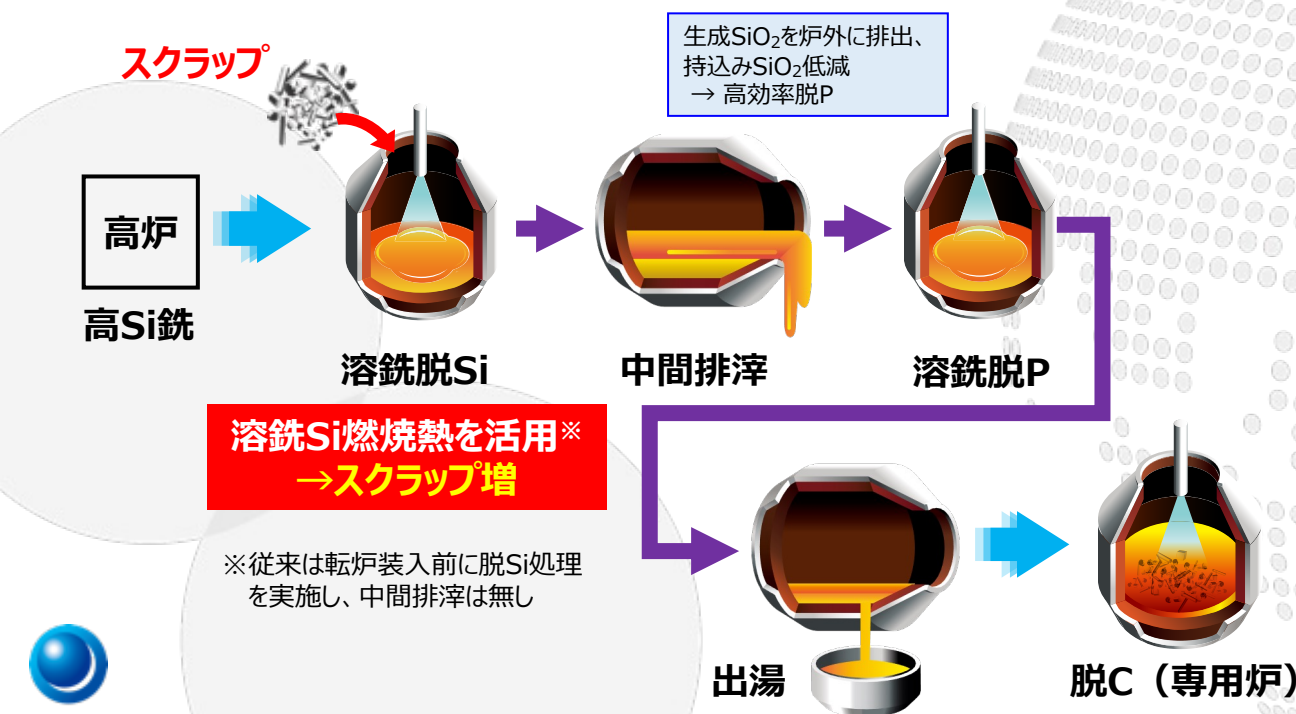 スクラップ
生成SiO₂を炉外に排出、
持込みSiO₂低減
→ 高効率脱P
高炉
高Si銑
溶銑脱Si
中間排滓
溶銑脱P
溶銑Si燃焼熱を活用※
→スクラップ増
※従来は転炉装入前に脱Si処理
を実施し、中間排滓は無し
出湯
脱C（専用炉）